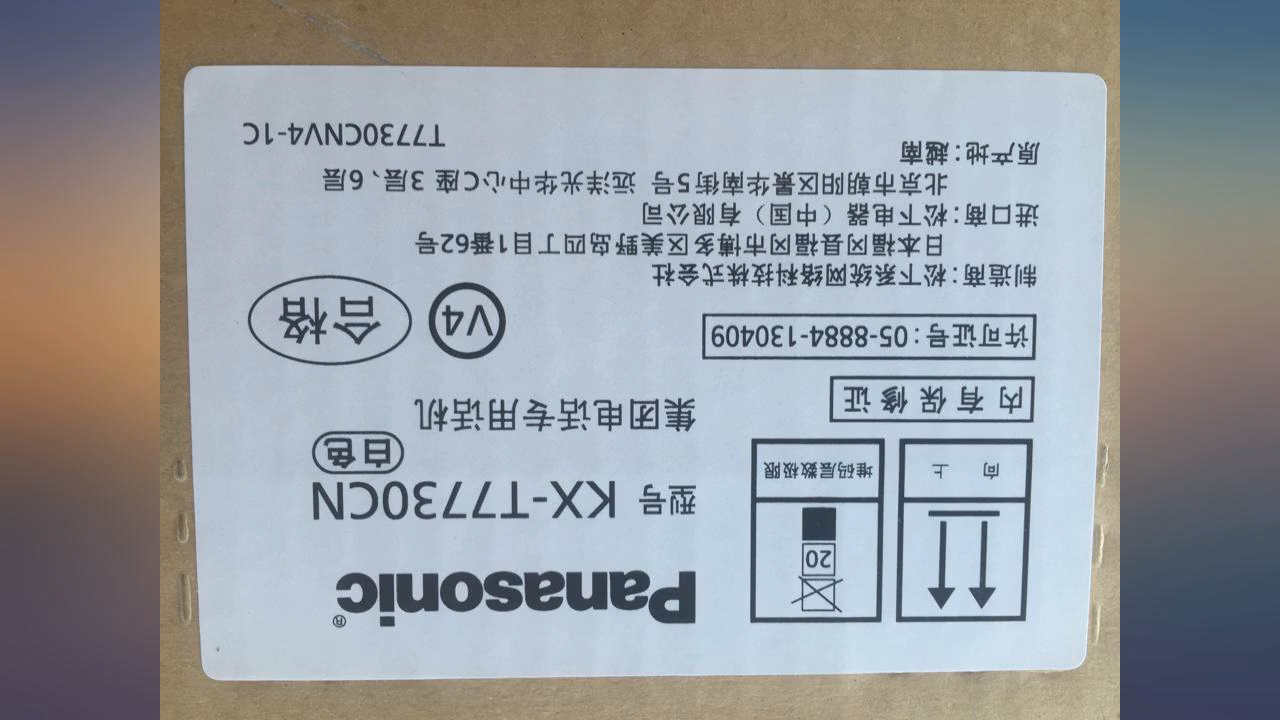 Panasonic®
型号 KX-T7730CN
白色
集团电话专用话机
20
向 上
堆码层数极限
内有保修证
许可证号:05-8884-130409
V4
合格
制造商:松下系统网络科技株式会社
日本福冈县福冈市博多区美野岛四丁目1番62号
进口商:松下电器(中国)有限公司
北京市朝阳区景华南街5号 远洋光华中心C座 3层、6层
原产地:越南
T7730CNV4-1C